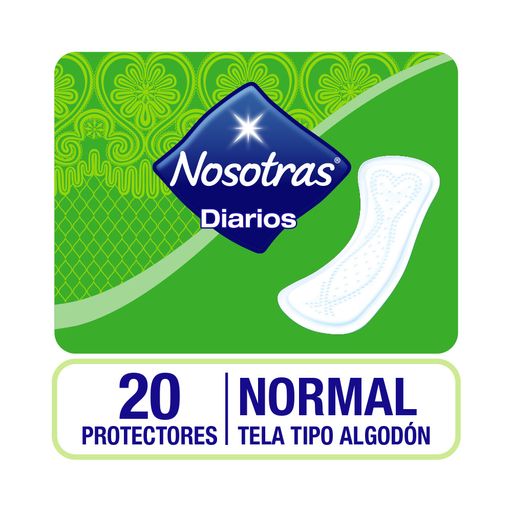 Nosotras®
Diarios
20
PROTECTORES
NORMAL
TELA TIPO ALGODÓN